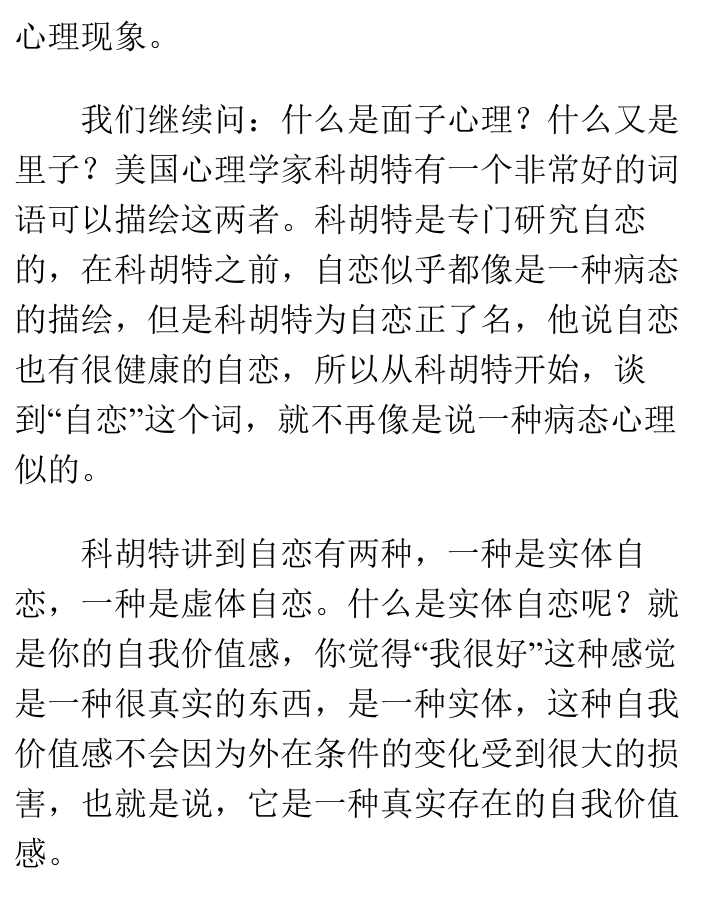 心理现象。
我们继续问：什么是面子心理？什么又是
里子？美国心理学家科胡特有一个非常好的词
语可以描绘这两者。科胡特是专门研究自恋
的，在科胡特之前，自恋似乎都像是一种病态
的描绘，但是科胡特为自恋正了名，他说自恋
也有很健康的自恋，所以从科胡特开始，谈
到“自恋”这个词，就不再像是说一种病态心理
似的。
科胡特讲到自恋有两种，一种是实体自
恋，一种是虚体自恋。什么是实体自恋呢？就
是你的自我价值感，你觉得“我很好”这种感觉
是一种很真实的东西，是一种实体，这种自我
价值感不会因为外在条件的变化受到很大的损
害，也就是说，它是一种真实存在的自我价值
感。